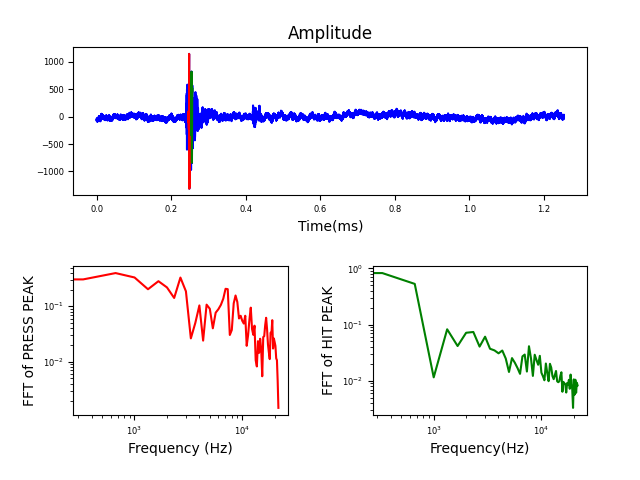 Amplitude
1000
500
0
−500
−1000
0.0 0.2 0.4 0.6 0.8 1.0 1.2
Time(ms)
FFT of PRESS PEAK
10⁻¹
10⁻²
10³ 10⁴
Frequency (Hz)
FFT of HIT PEAK
10⁰
10⁻¹
10⁻²
10³ 10⁴
Frequency(Hz)